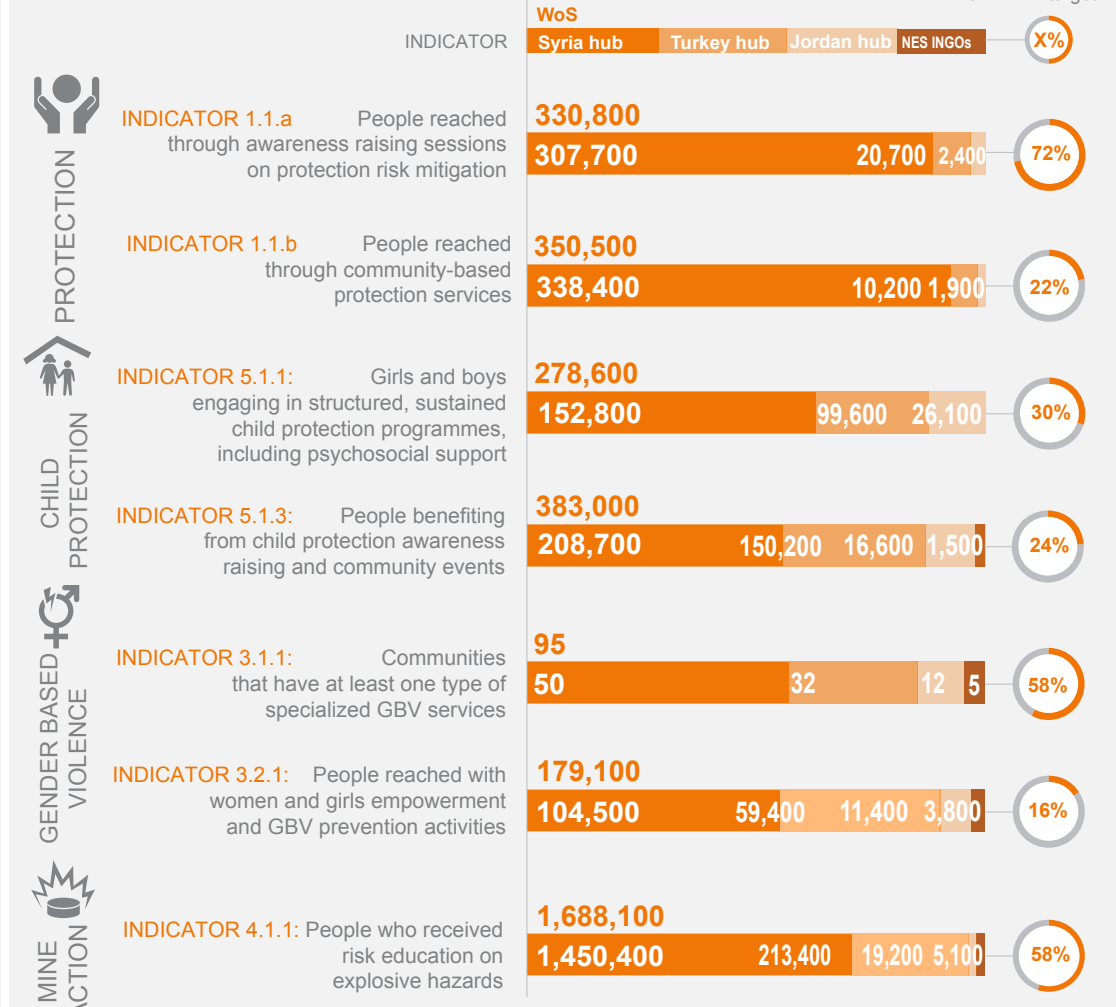 WoS
INDICATOR
Syria hub Turkey hub Jordan hub NES INGOs
X%
PROTECTION
INDICATOR 1.1.a People reached
through awareness raising sessions
on protection risk mitigation
330,800
307,700 20,700 2,400
72%
INDICATOR 1.1.b People reached
through community-based
protection services
350,500
338,400 10,200 1,900
22%
CHILD
PROTECTION
INDICATOR 5.1.1: Girls and boys
engaging in structured, sustained
child protection programmes,
including psychosocial support
278,600
152,800 99,600 26,100
30%
INDICATOR 5.1.3: People benefiting
from child protection awareness
raising and community events
383,000
208,700 150,200 16,600 1,500
24%
GENDER BASED
VIOLENCE
INDICATOR 3.1.1: Communities
that have at least one type of
specialized GBV services
95
50 32 12 5
58%
INDICATOR 3.2.1: People reached with
women and girls empowerment
and GBV prevention activities
179,100
104,500 59,400 11,400 3,800
16%
MINE
ACTION
INDICATOR 4.1.1: People who received
risk education on
explosive hazards
1,688,100
1,450,400 213,400 19,200 5,100
58%